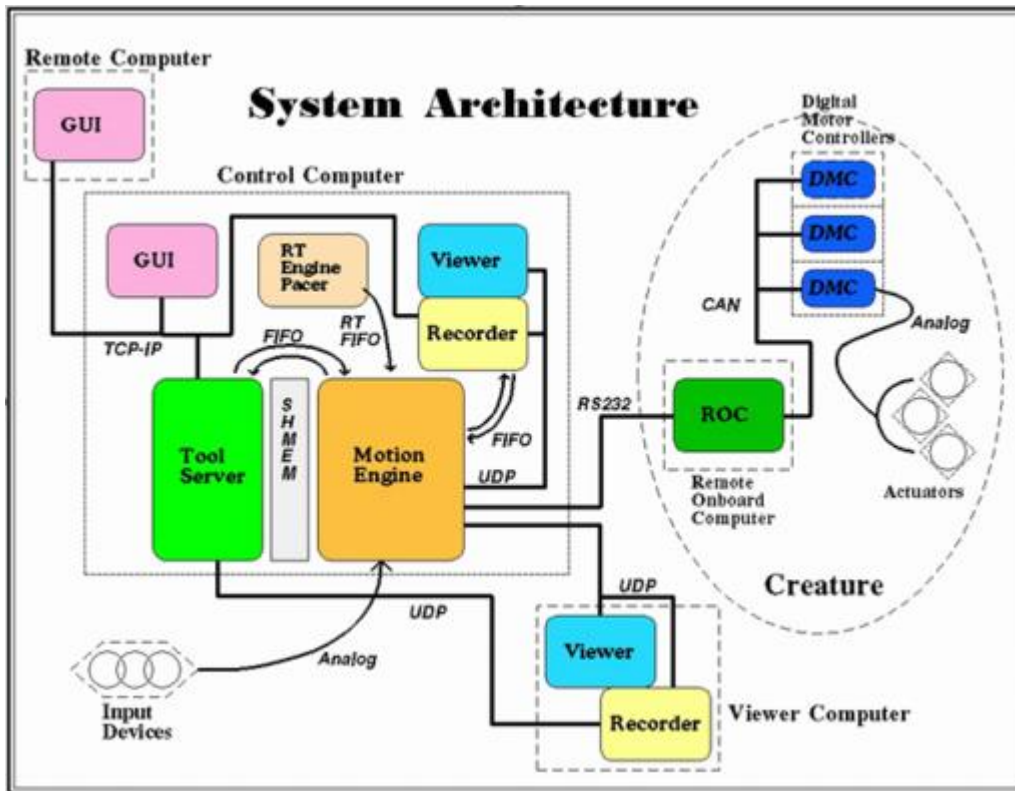 Remote Computer
GUI
System Architecture
Digital
Motor
Controllers
DMC
DMC
DMC
Control Computer
GUI
RT
Engine
Pacer
Viewer
Recorder
TCP-IP
FIFO
RT
FIFO
CAN
Analog
Tool
Server
SHMEM
Motion
Engine
FIFO
UDP
RS232
ROC
Remote
Onboard
Computer
Actuators
Creature
UDP
Analog
Input
Devices
UDP
Viewer
Recorder
Viewer Computer